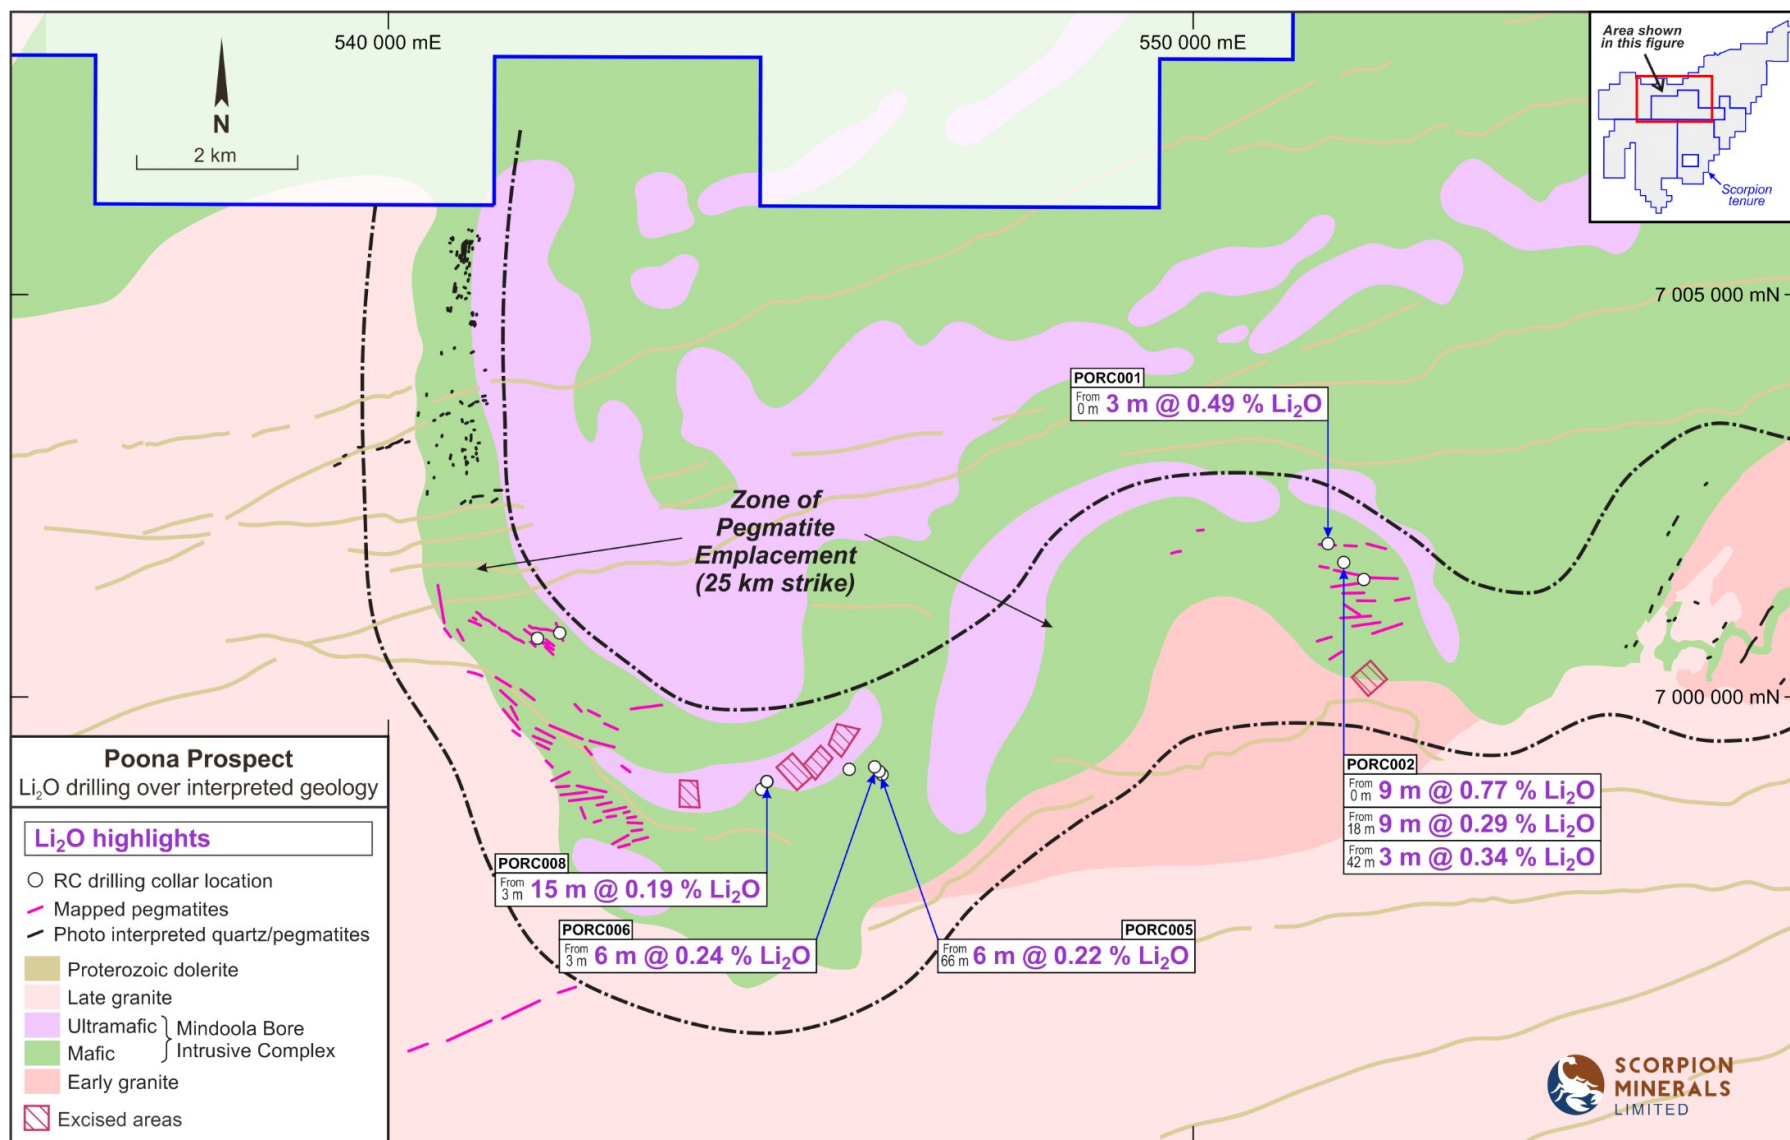 540 000 mE
550 000 mE
N
2 km
Area shown
in this figure
Scorpion
tenure
7 005 000 mN
PORC001
From
0 m 3 m @ 0.49 % Li₂O
Zone of
Pegmatite
Emplacement
(25 km strike)
7 000 000 mN
PORC002
From
0 m 9 m @ 0.77 % Li₂O
From
18 m 9 m @ 0.29 % Li₂O
From
42 m 3 m @ 0.34 % Li₂O
PORC008
From
3 m 15 m @ 0.19 % Li₂O
PORC006
From
3 m 6 m @ 0.24 % Li₂O
PORC005
From
66 m 6 m @ 0.22 % Li₂O
Poona Prospect
Li₂O drilling over interpreted geology
Li₂O highlights
RC drilling collar location
Mapped pegmatites
Photo interpreted quartz/pegmatites
Proterozoic dolerite
Late granite
Ultramafic
Mafic
Mindoola Bore
Intrusive Complex
Early granite
Excised areas
SCORPION
MINERALS
LIMITED